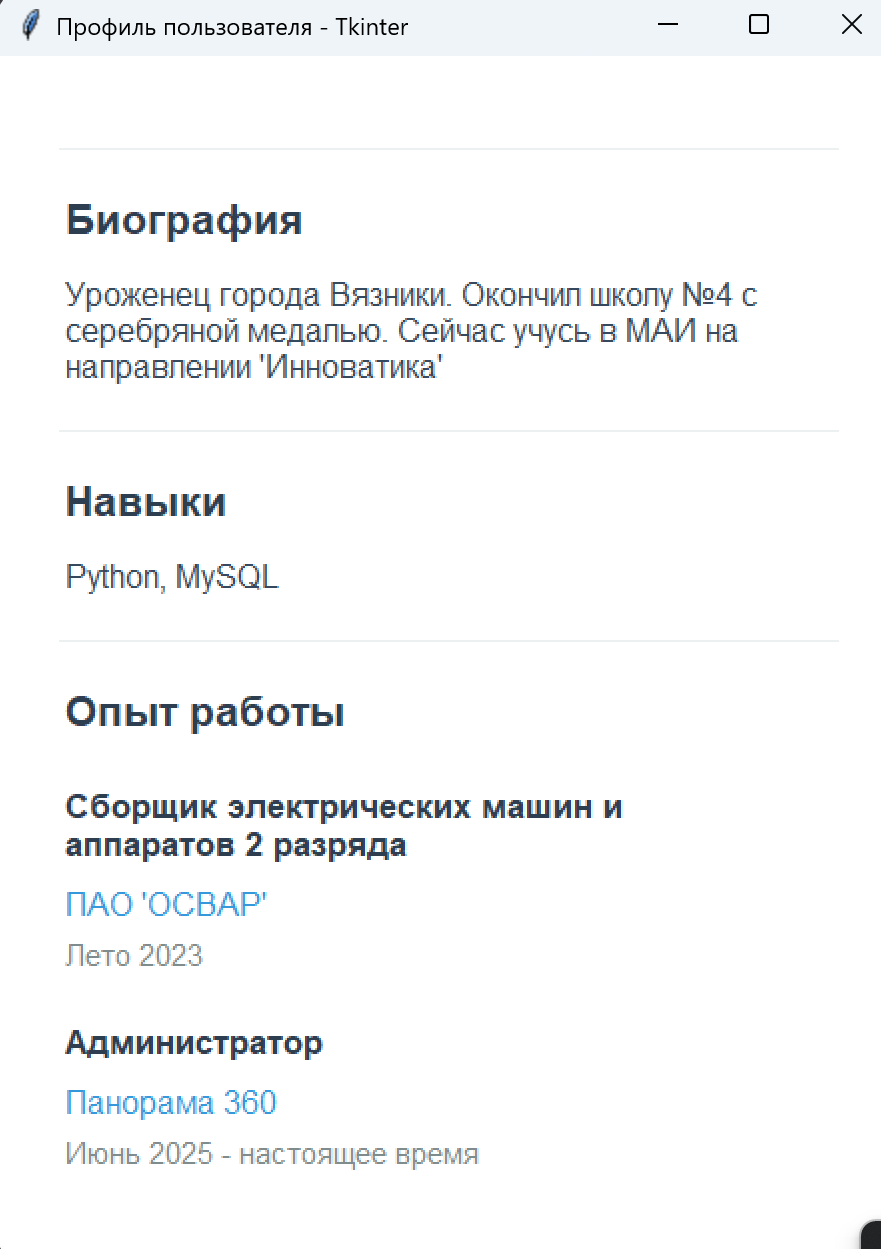 Профиль пользователя - Tkinter
Биография
Уроженец города Вязники. Окончил школу №4 с
серебряной медалью. Сейчас учусь в МАИ на
направлении 'Инноватика'
Навыки
Python, MySQL
Опыт работы
Сборщик электрических машин и
аппаратов 2 разряда
ПАО 'ОСВАР'
Лето 2023
Администратор
Панорама 360
Июнь 2025 - настоящее время